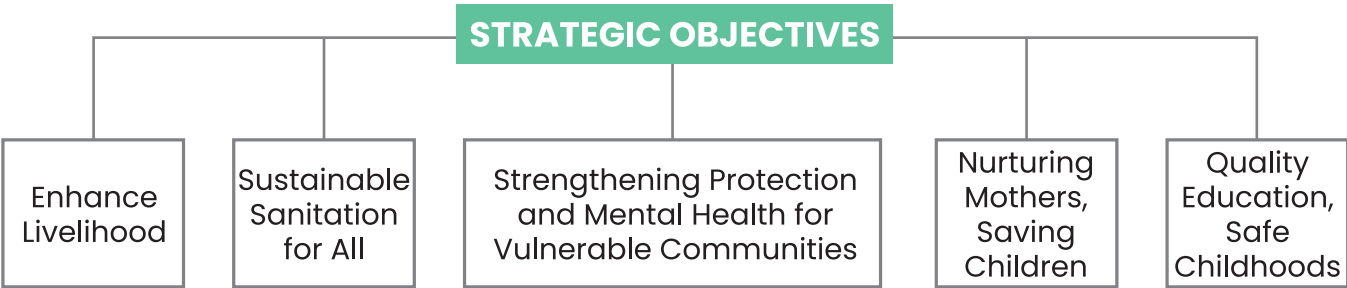 STRATEGIC OBJECTIVES
Enhance
Livelihood
Sustainable
Sanitation
for All
Strengthening Protection
and Mental Health for
Vulnerable Communities
Nurturing
Mothers,
Saving
Children
Quality
Education,
Safe
Childhoods